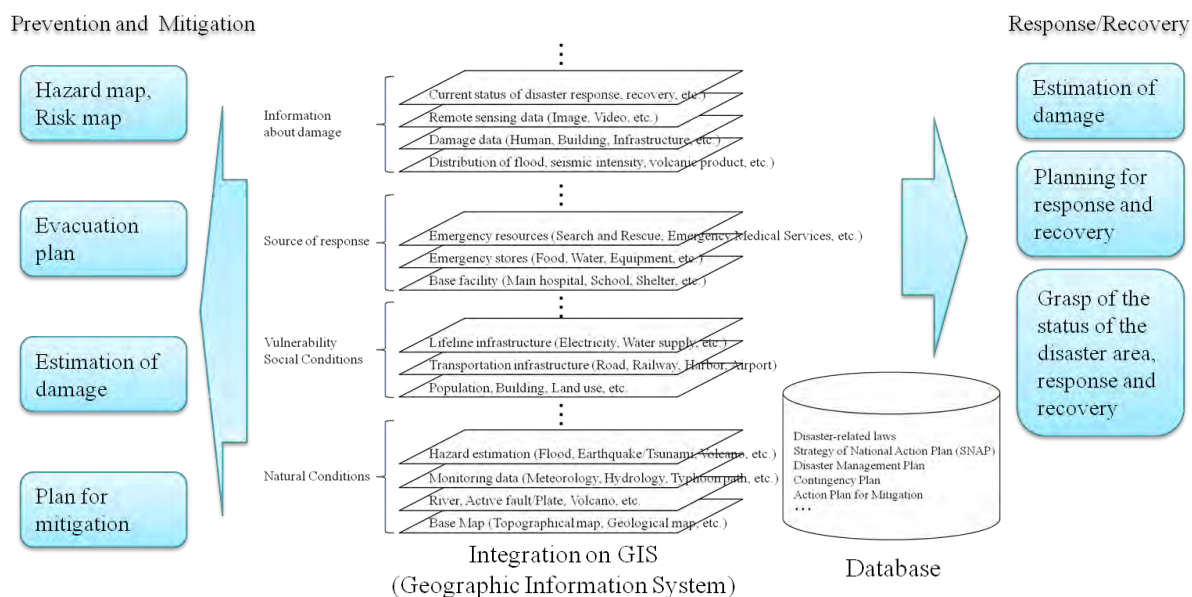 Prevention and Mitigation
Hazard map,
Risk map
Evacuation
plan
Estimation of
damage
Plan for
mitigation
Information
about damage
Current status of disaster response, recovery, etc.)
Remote sensing data (Image, Video, etc.)
Damage data (Human, Building, Infrastructure, etc.)
Distribution of flood, seismic intensity, volcanic product, etc.)
Source of response
Emergency resources (Search and Rescue, Emergency Medical Services, etc.)
Emergency stores (Food, Water, Equipment, etc.)
Base facility (Main hospital, School, Shelter, etc.)
Vulnerability
Social Conditions
Lifeline infrastructure (Electricity, Water supply, etc.)
Transportation infrastructure (Road, Railway, Harbor, Airport)
Population, Building, Land use, etc.
Natural Conditions
Hazard estimation (Flood, Earthquake/Tsunami, Volcano, etc.)
Monitoring data (Meteorology, Hydrology, Typhoon path, etc.)
River, Active fault/Plate, Volcano, etc.
Base Map (Topographical map, Geological map, etc.)
Integration on GIS
(Geographic Information System)
Disaster-related laws
Strategy of National Action Plan (SNAP)
Disaster Management Plan
Contingency Plan
Action Plan for Mitigation
…
Database
Response/Recovery
Estimation of
damage
Planning for
response and
recovery
Grasp of the
status of the
disaster area,
response and
recovery